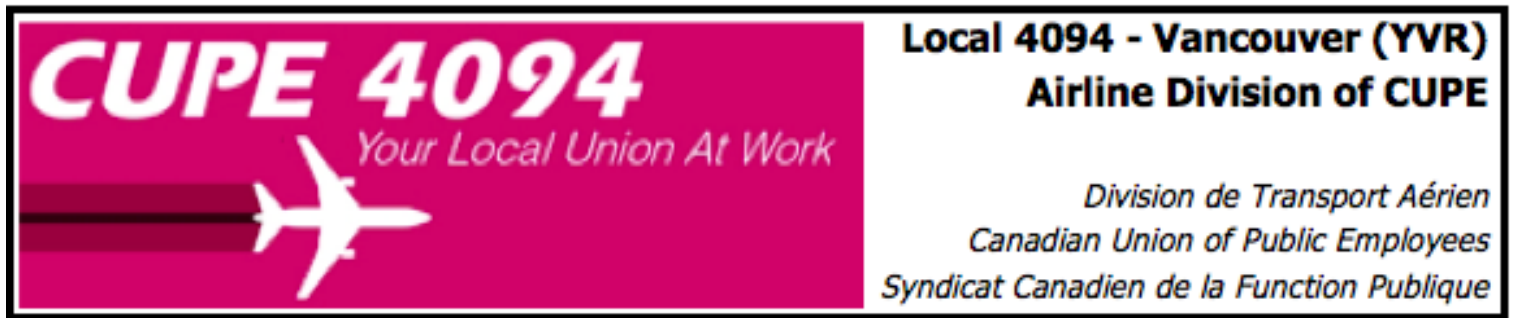 CUPE 4094
Your Local Union At Work
Local 4094 - Vancouver (YVR)
Airline Division of CUPE
Division de Transport Aérien
Canadian Union of Public Employees
Syndicat Canadien de la Function Publique